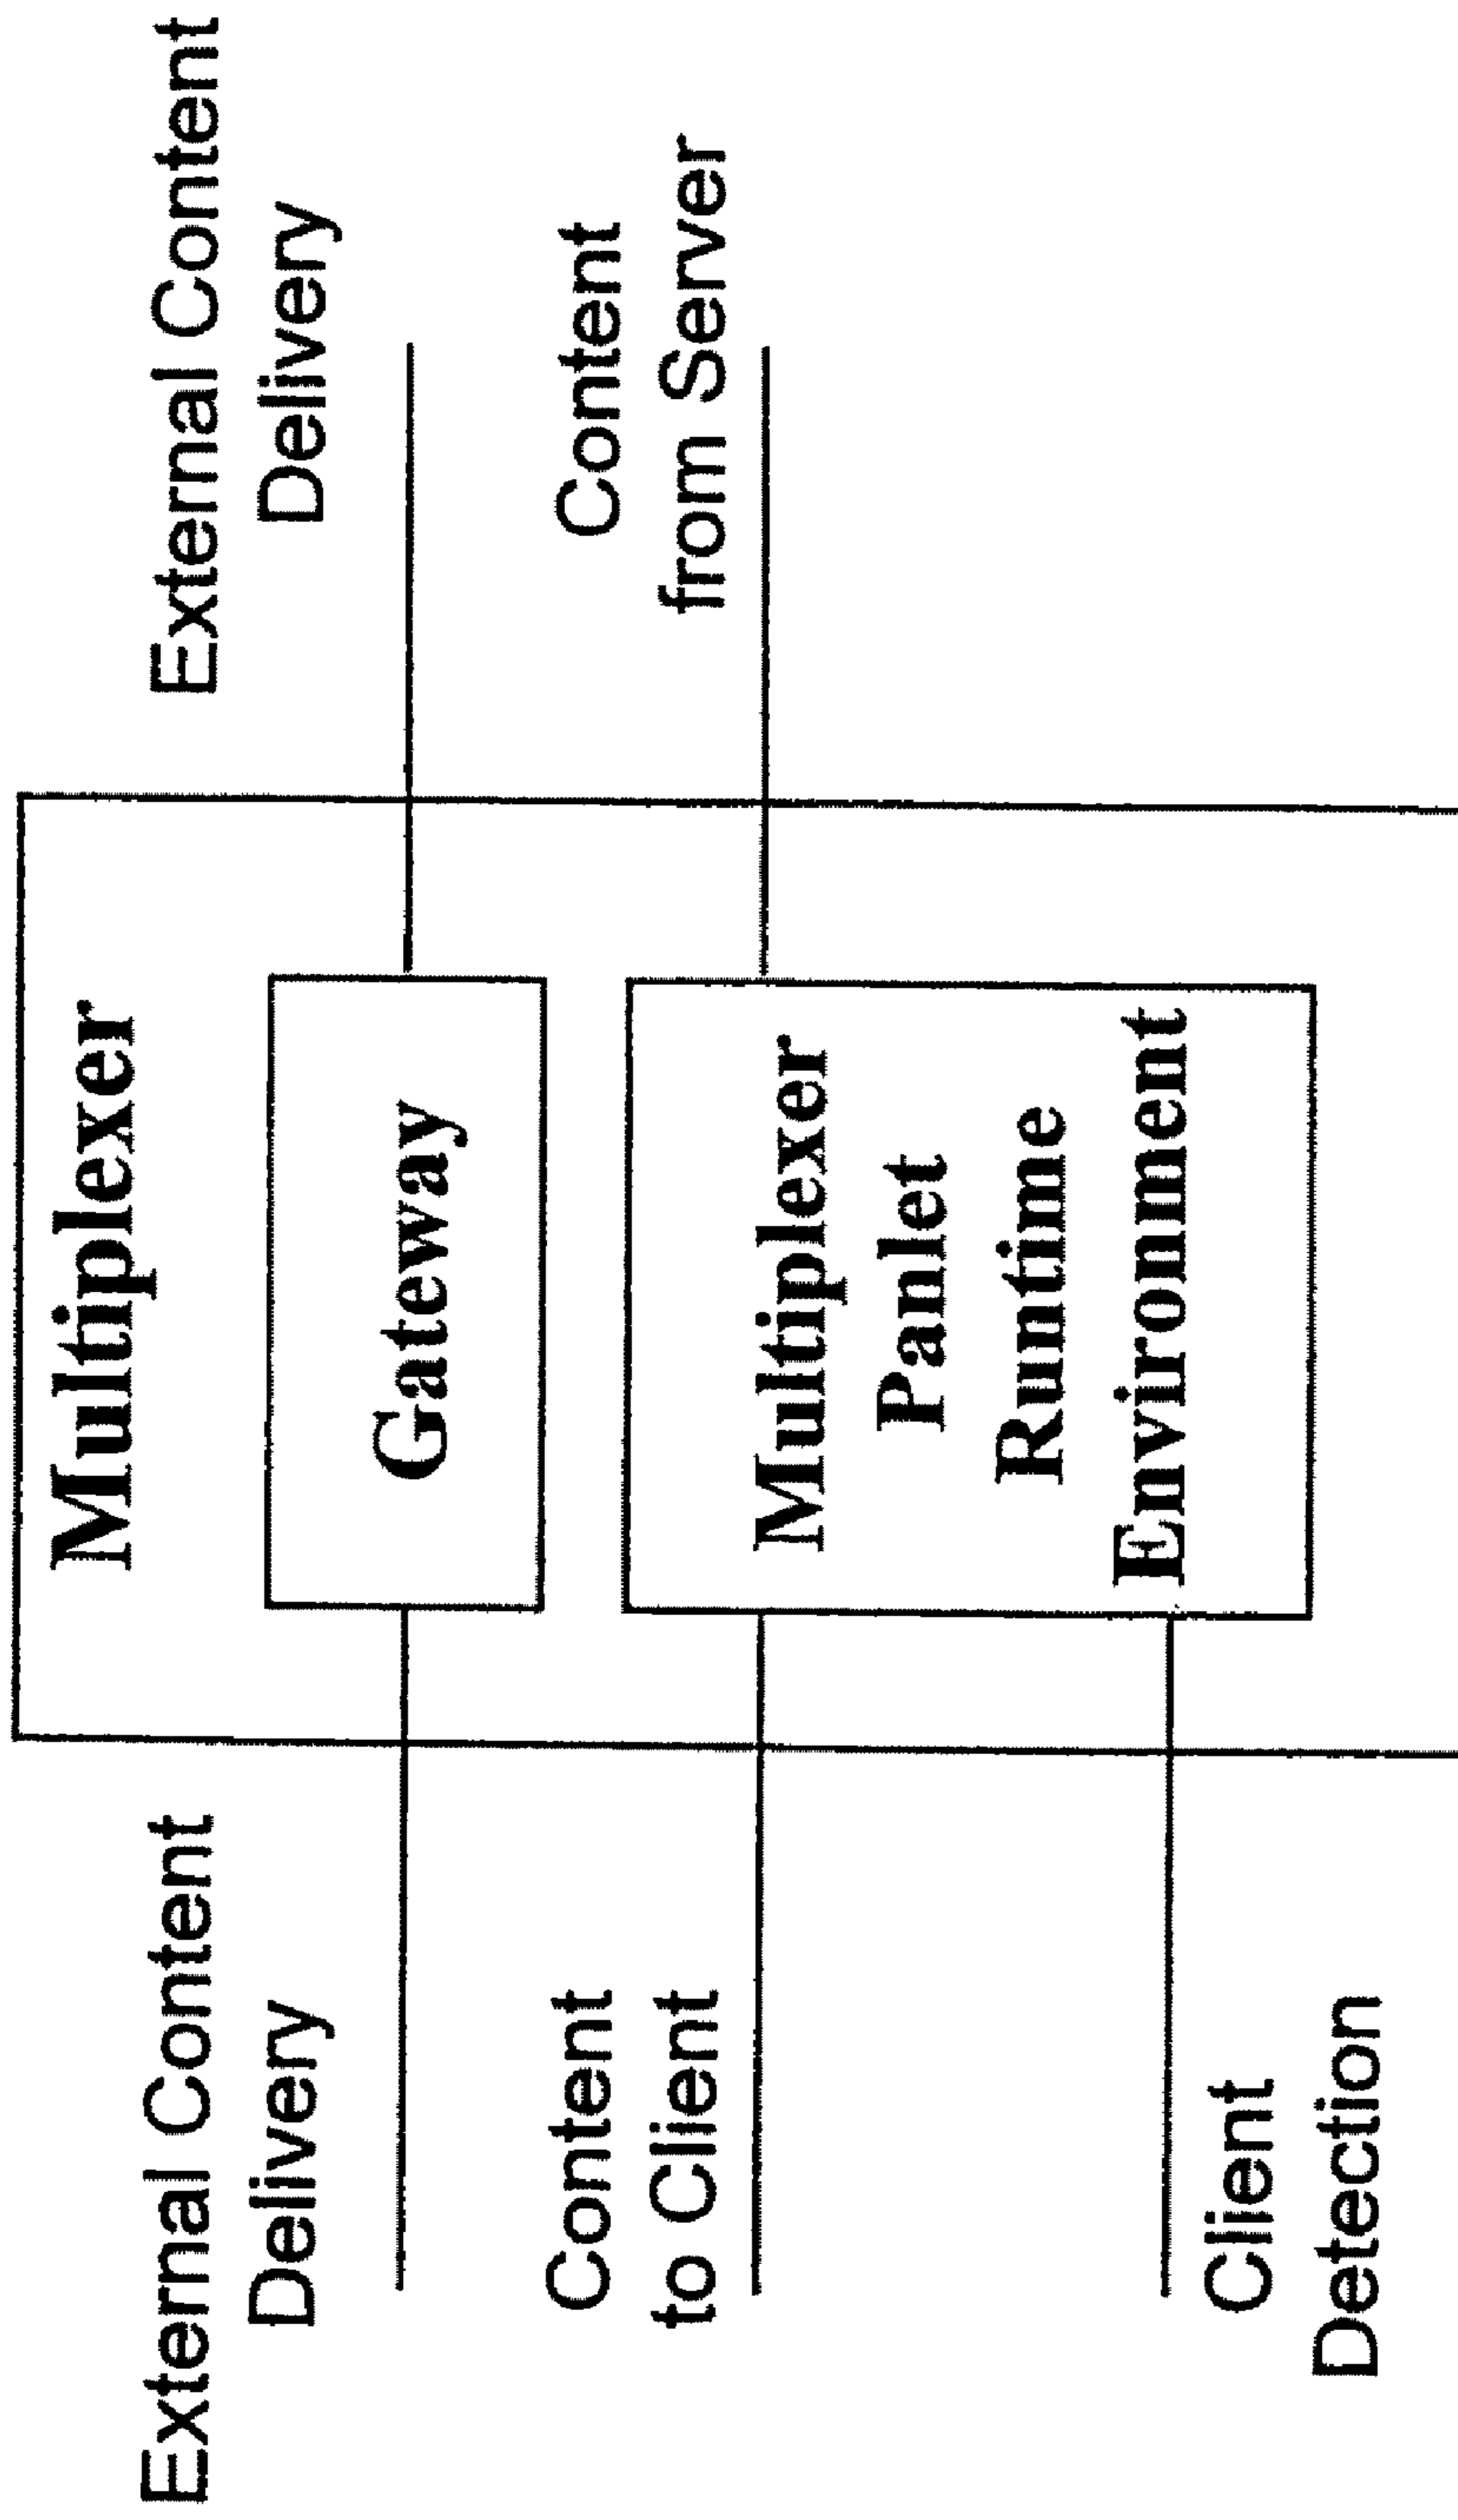 Multiplexer
External Content
Delivery
Gateway
External Content
Delivery
Content
to Client
Multiplexer
Panlet
Runtime
Environment
Content
from Server
Client
Detection